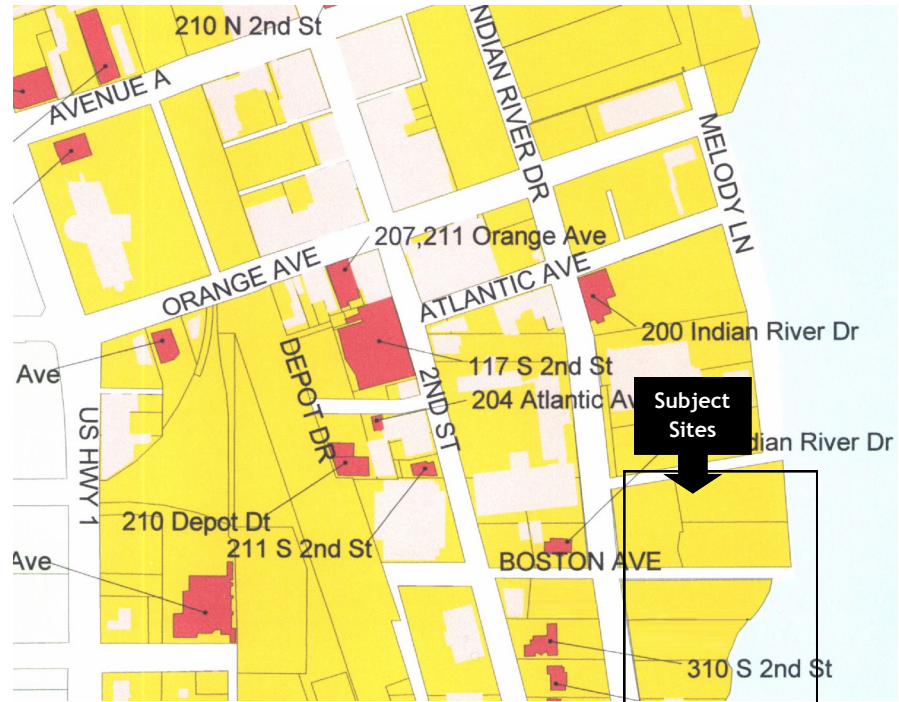 210 N 2nd St
AVENUE A
INDIAN RIVER DR
MELODY LN
207,211 Orange Ave
ORANGE AVE
ATLANTIC AVE
200 Indian River Dr
Ave
DEPOT DR
117 S 2nd St
2ND ST
204 Atlantic Av
Subject
Sites
dian River Dr
US HWY 1
210 Depot Dt
211 S 2nd St
Ave
BOSTON AVE
310 S 2nd St